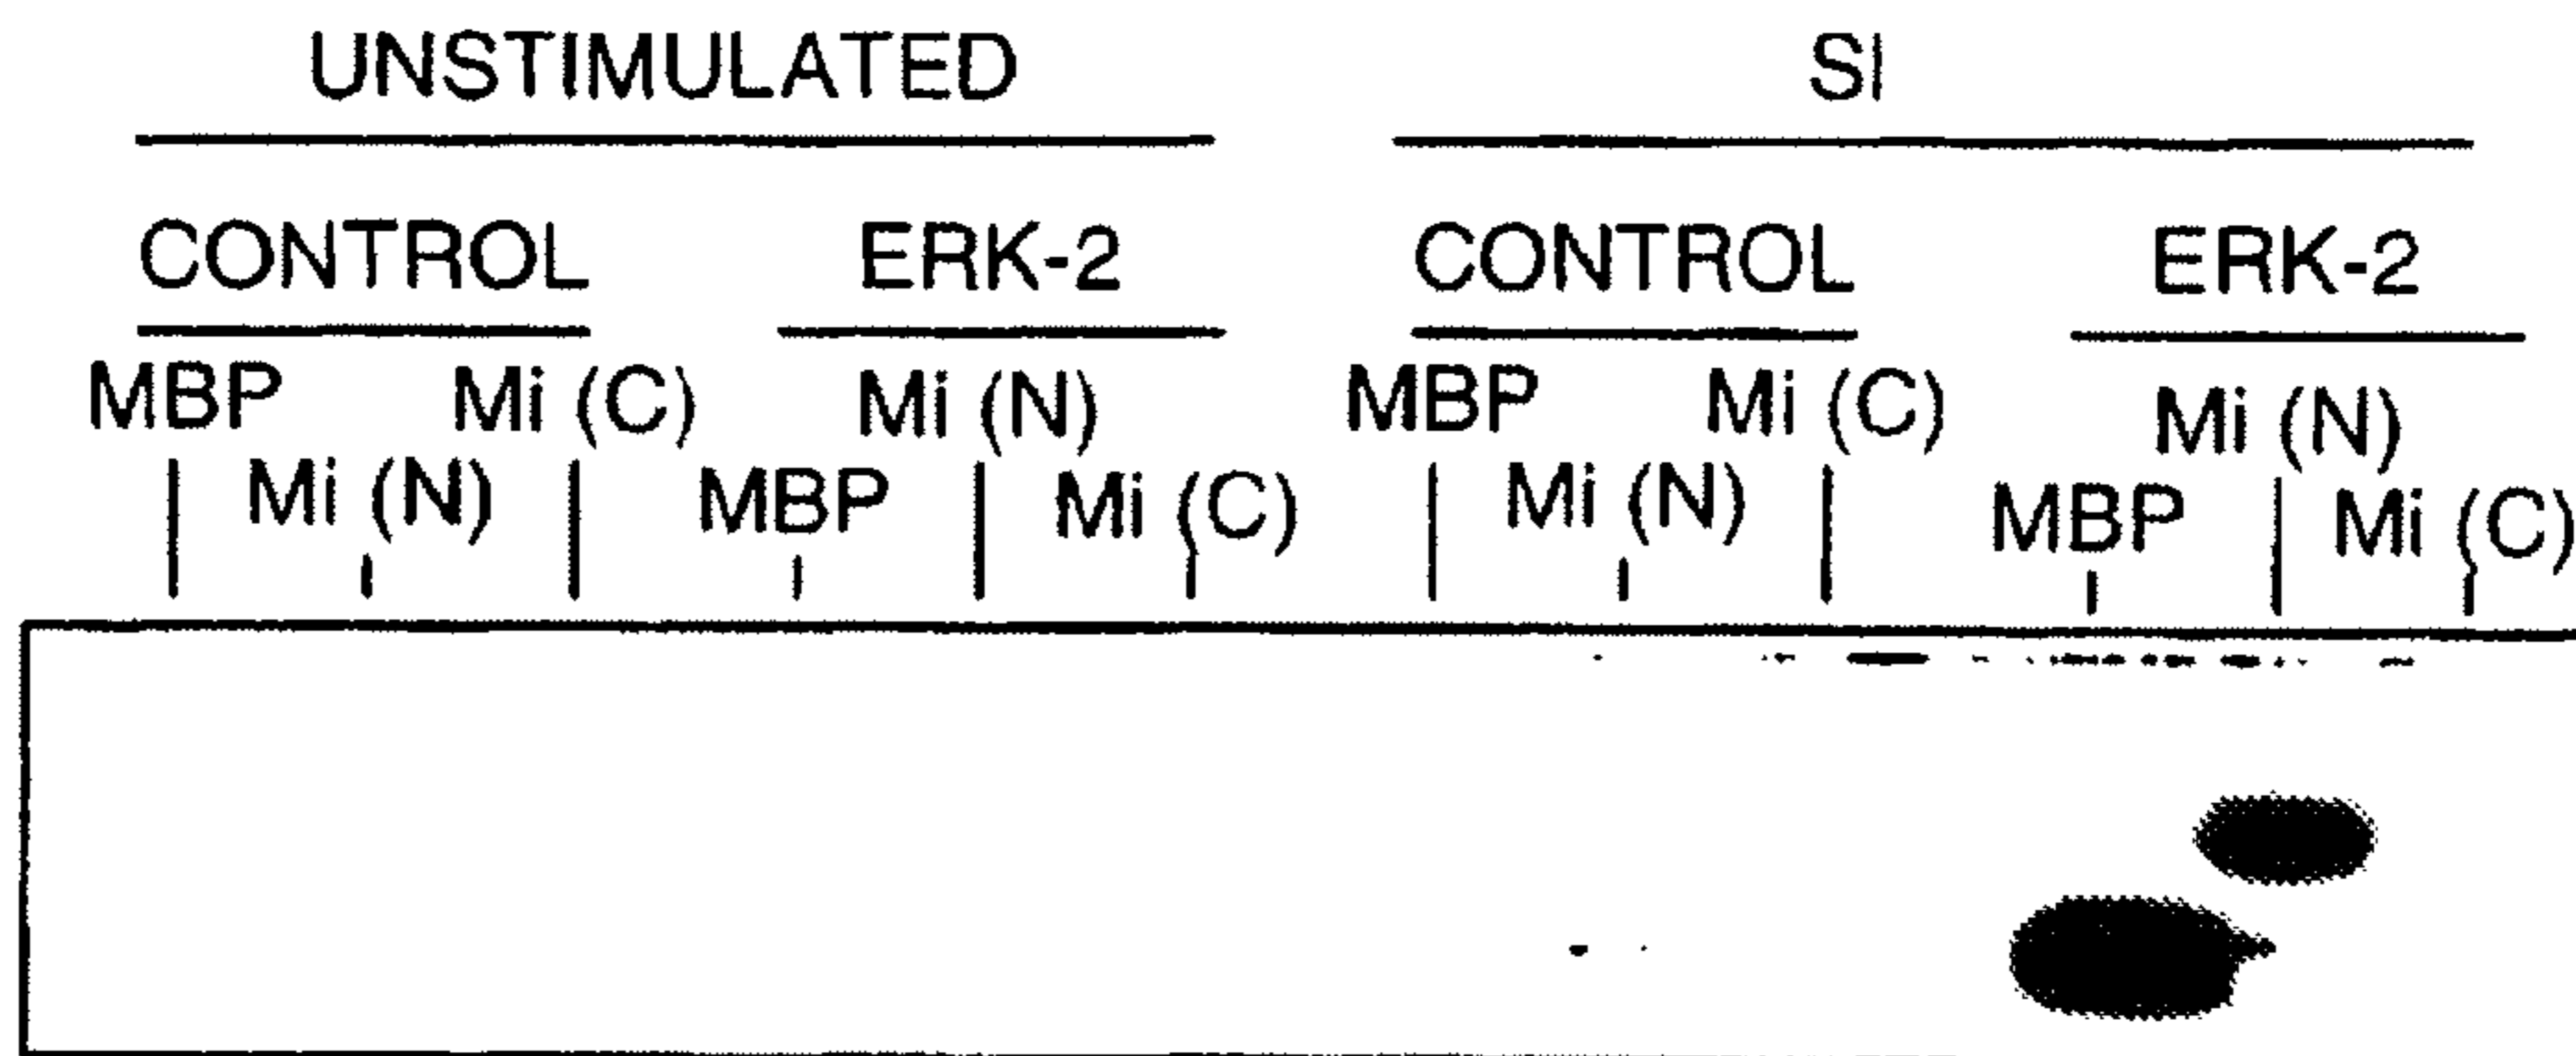 UNSTIMULATED SI
CONTROL ERK-2 CONTROL ERK-2
MBP Mi (C) Mi (N) MBP Mi (C) Mi (N)
Mi (N) MBP Mi (C) Mi (N) MBP Mi (C)